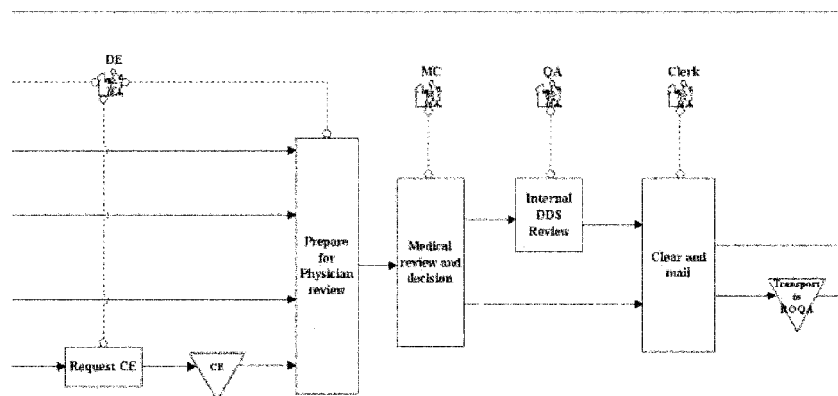 DE
MC
QA
Clerk
Prepare
for
Physician
review
Medical
review and
decision
Internal
DDS
Review
Clear and
mail
Transport
to
ROQA
Request CE
CE